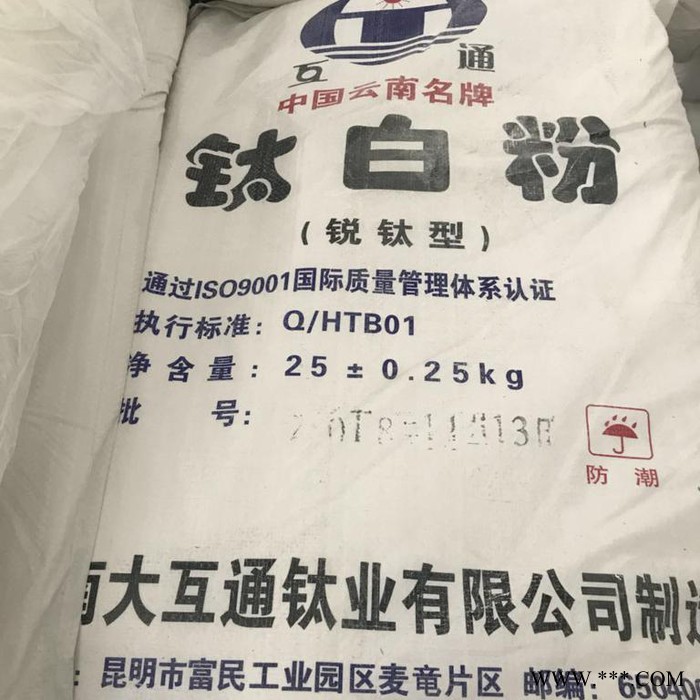 互 通
中国云南名牌
钛白粉
(锐钛型)
通过ISO9001国际质量管理体系认证
执行标准: Q/HTB01
净含量: 25±0.25kg
批 号:
防潮
南大互通钛业有限公司制造
: 昆明市富民工业园区麦竜片区 邮编:
www.***.COM